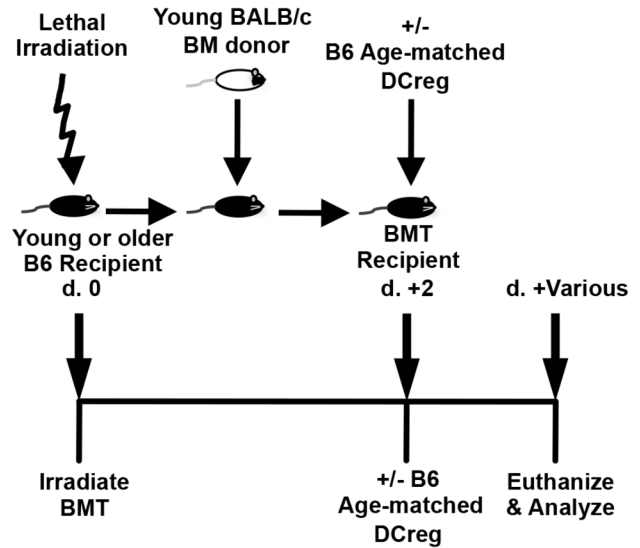 Lethal
Irradiation
Young BALB/c
BM donor
+/-
B6 Age-matched
DCreg
Young or older
B6 Recipient
d. 0
BMT
Recipient
d. +2
d. +Various
Irradiate
BMT
+/- B6
Age-matched
DCreg
Euthanize
& Analyze